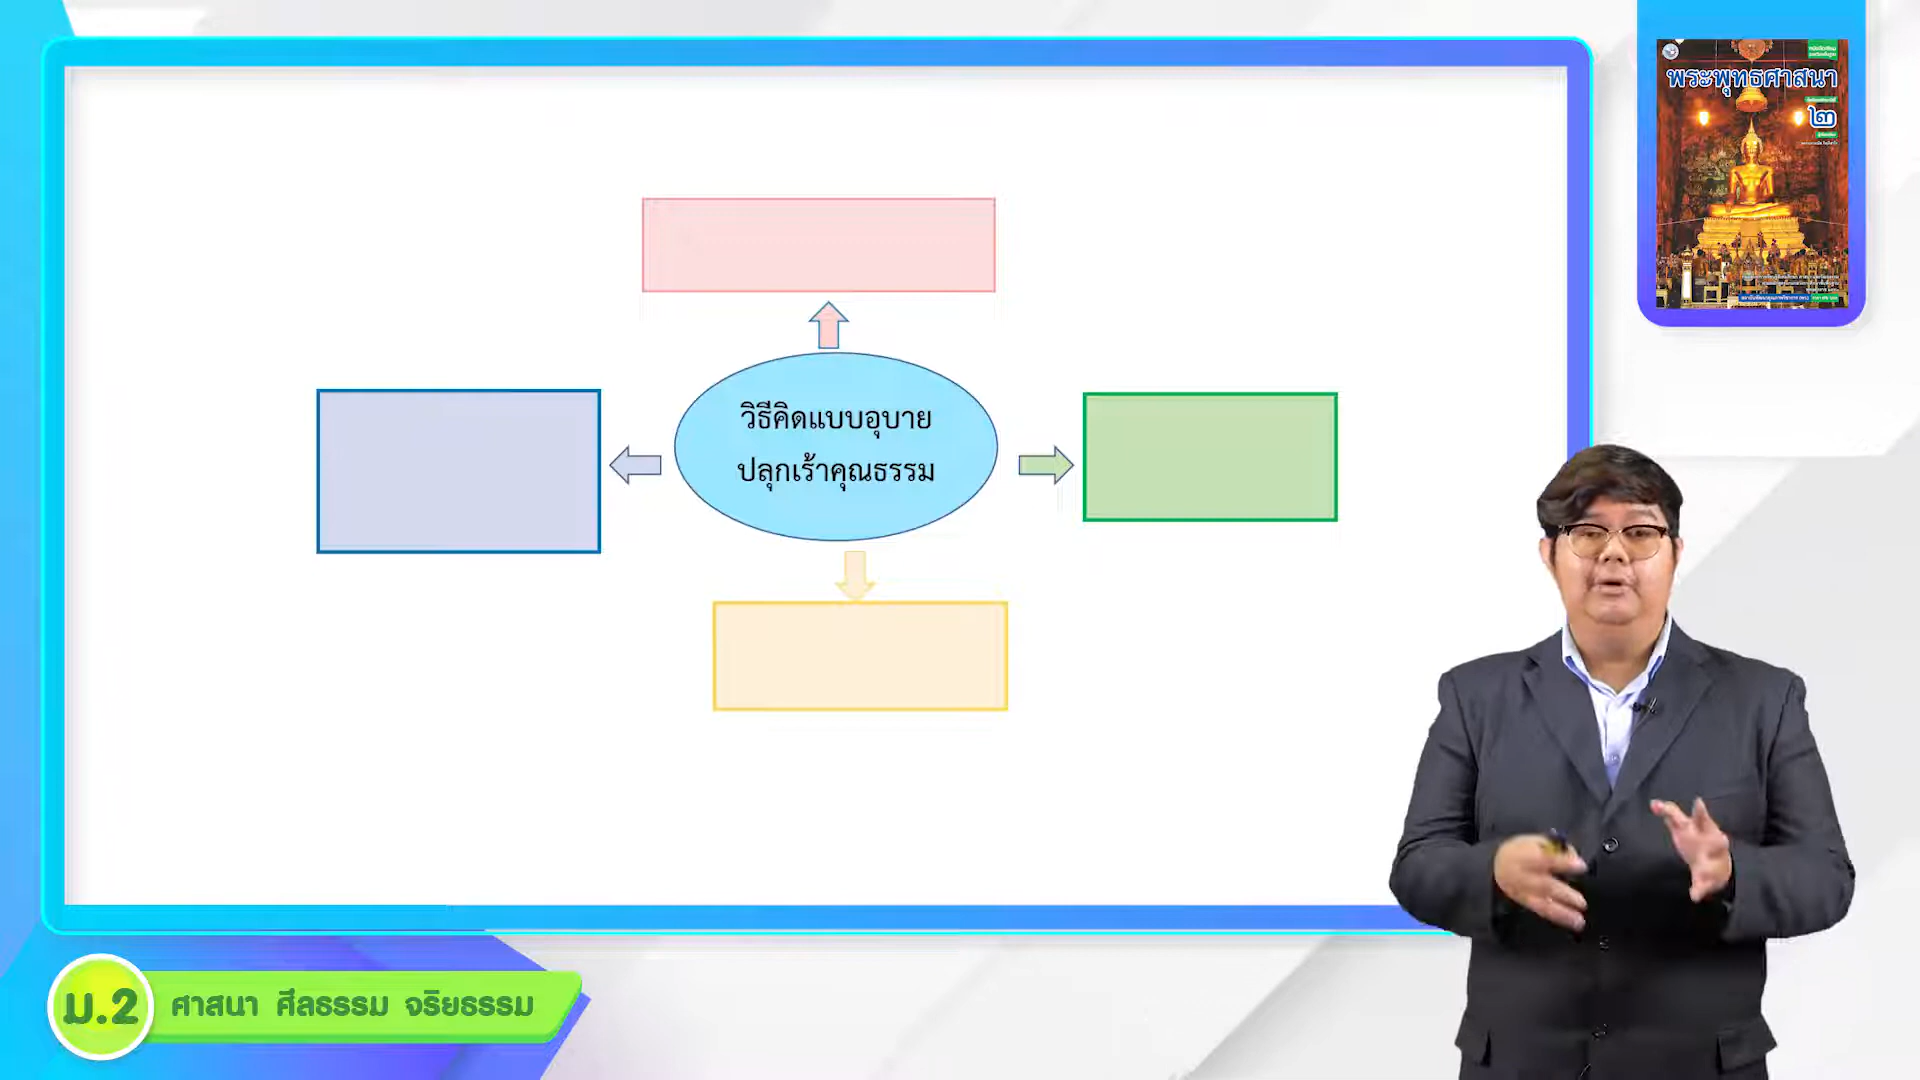 พระพุทธศาสนา
๒
วิธีคิดแบบอุบาย
ปลุกเร้าคุณธรรม
ม.2 ศาสนา ศีลธรรม จริยธรรม